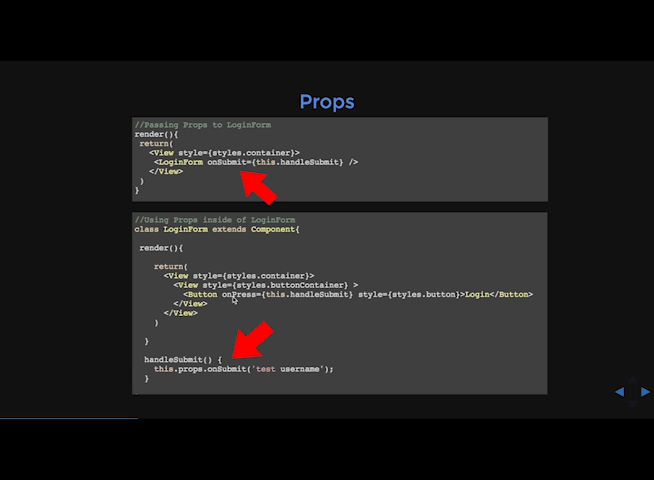 Props
//Passing Props to LoginForm
render(){
return(
<View style={styles.container}>
<LoginForm onSubmit={this.handleSubmit} />
</View>
)
}
//Using Props inside of LoginForm
class LoginForm extends Component{
render(){
return(
<View style={styles.container}>
<View style={styles.buttonContainer} >
<Button onPress={this.handleSubmit} style={styles.button}>Login</Button>
</View>
</View>
)
}
handleSubmit() {
this.props.onSubmit('test username');
}